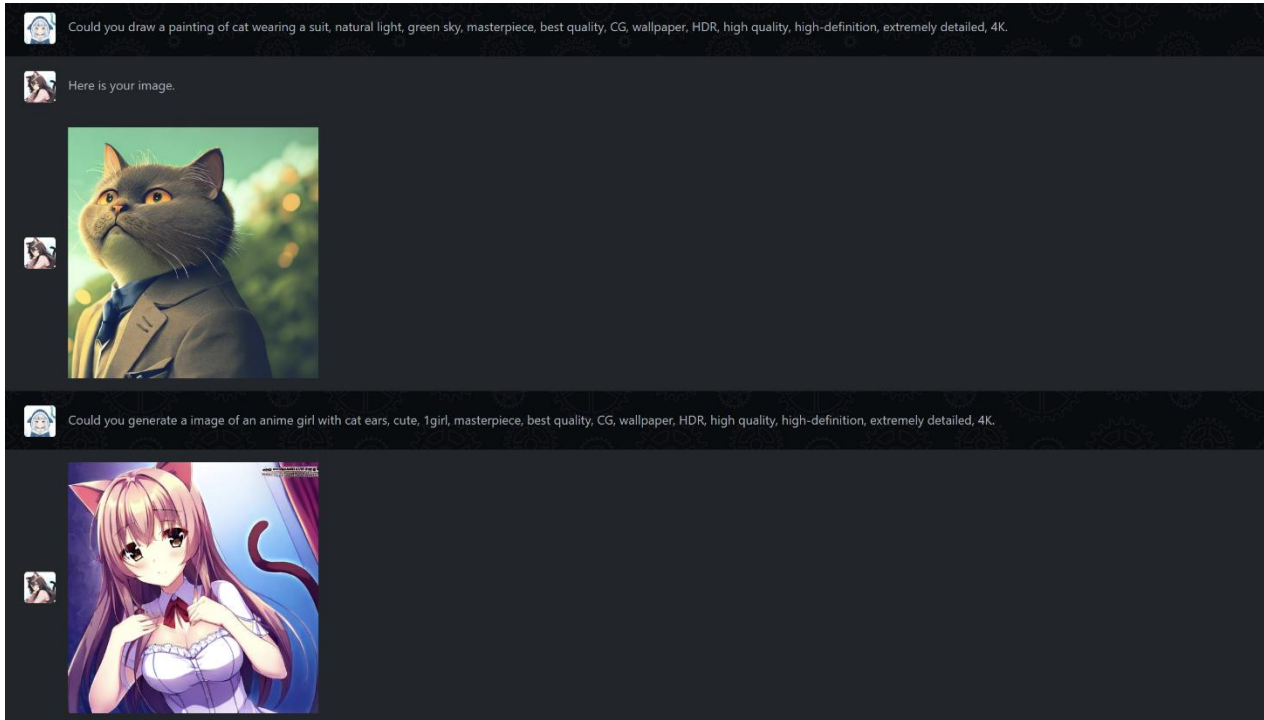 Could you draw a painting of cat wearing a suit, natural light, green sky, masterpiece, best quality, CG, wallpaper, HDR, high quality, high-definition, extremely detailed, 4K.
Here is your image.
Could you generate a image of an anime girl with cat ears, cute, 1girl, masterpiece, best quality, CG, wallpaper, HDR, high quality, high-definition, extremely detailed, 4K.